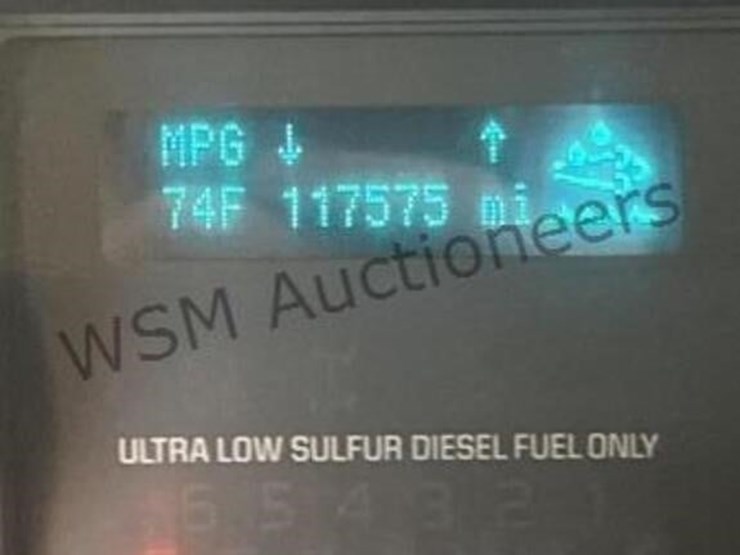 MPG ↓ ↑
74F 117575 mi
WSM Auctioneers
ULTRA LOW SULFUR DIESEL FUEL ONLY
6 5 4 3 2 1